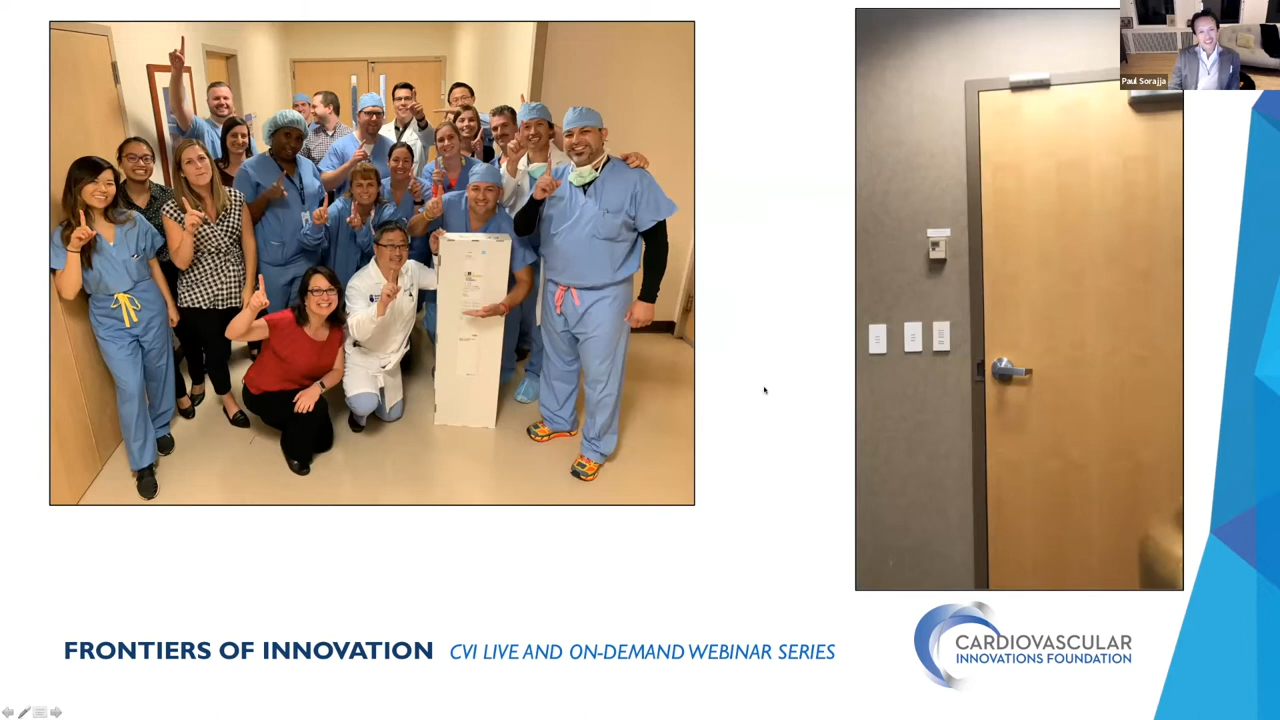 Paul Sorajja
FRONTIERS OF INNOVATION CVI LIVE AND ON-DEMAND WEBINAR SERIES
CARDIOVASCULAR
INNOVATIONS FOUNDATION